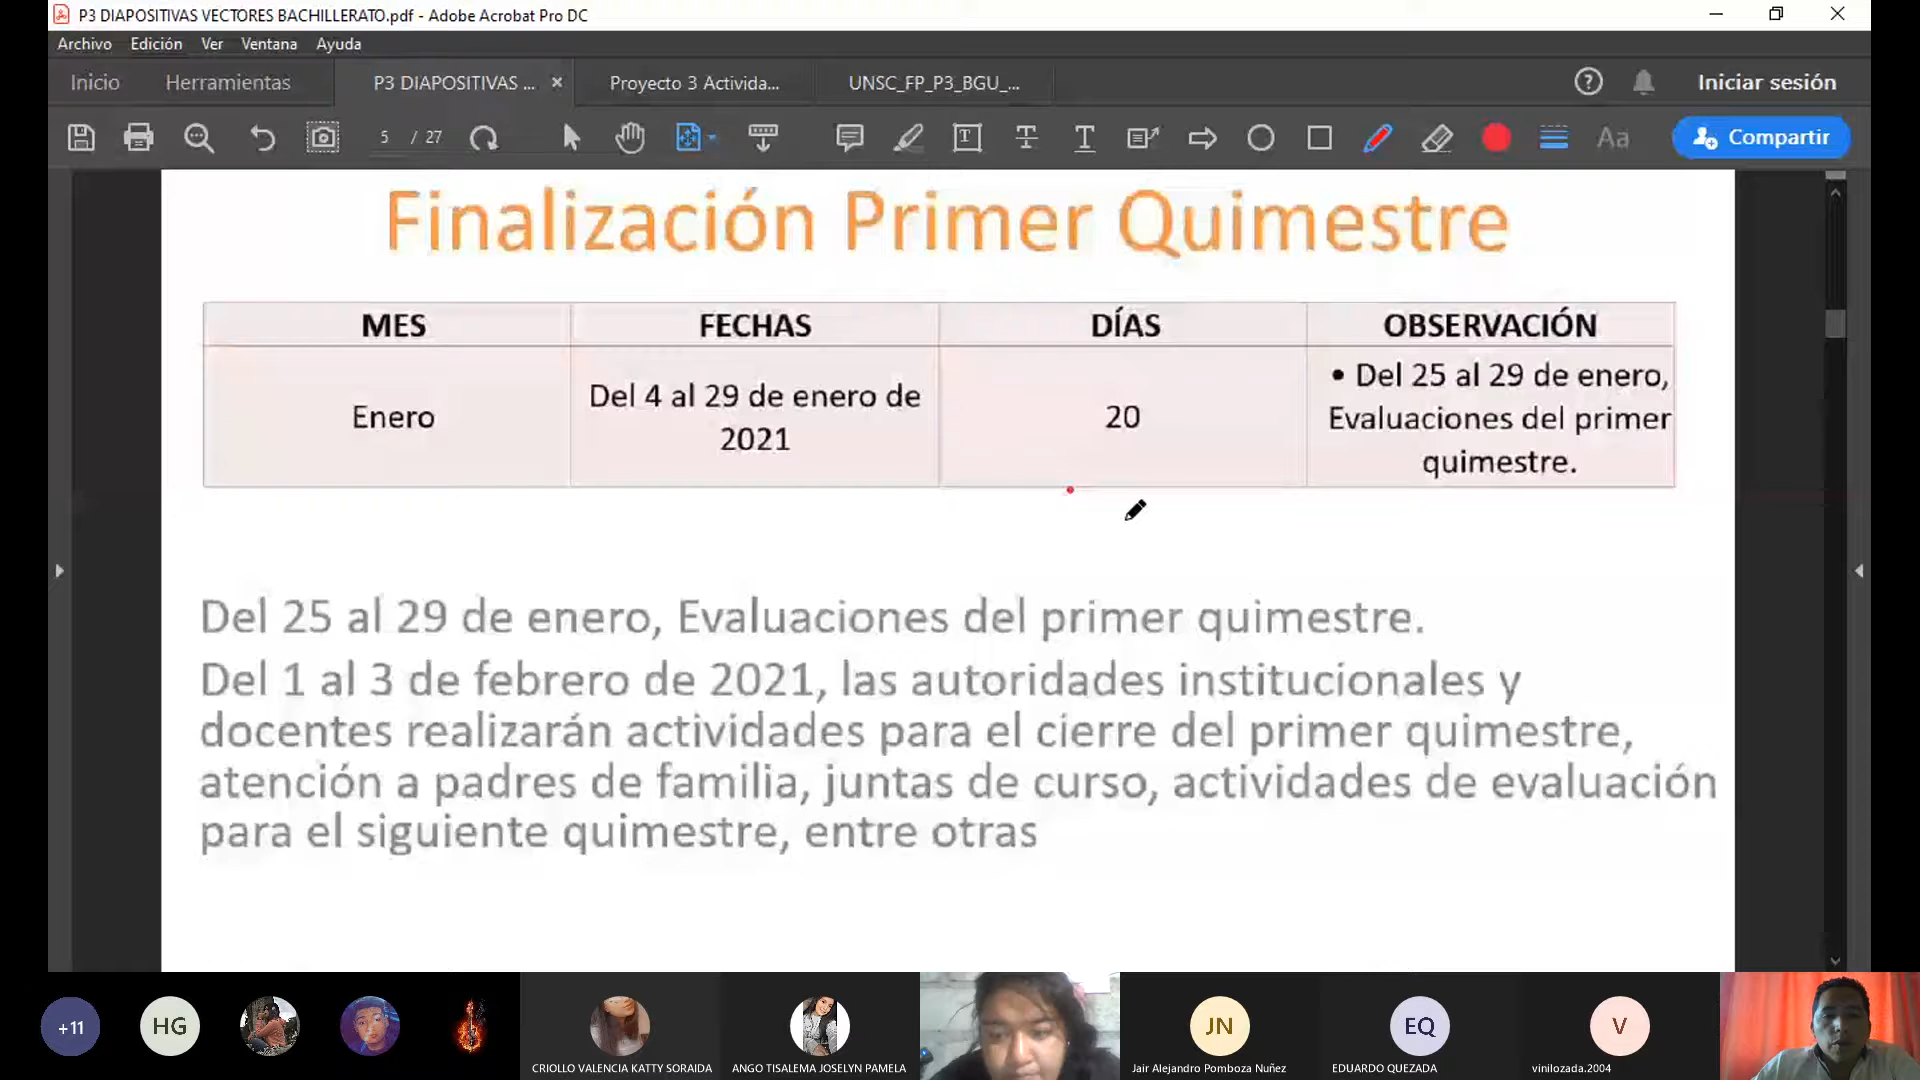 P3 DIAPOSITIVAS VECTORES BACHILLERATO.pdf - Adobe Acrobat Pro DC
Archivo Edición Ver Ventana Ayuda
Inicio Herramientas P3 DIAPOSITIVAS ... Proyecto 3 Activida... UNSC_FP_P3_BGU_... Iniciar sesión
5 / 27 Aa Compartir
Finalización Primer Quimestre
MES FECHAS DÍAS OBSERVACIÓN
Enero
Del 4 al 29 de enero de
2021
20
• Del 25 al 29 de enero,
Evaluaciones del primer
quimestre.
Del 25 al 29 de enero, Evaluaciones del primer quimestre.
Del 1 al 3 de febrero de 2021, las autoridades institucionales y
docentes realizarán actividades para el cierre del primer quimestre,
atención a padres de familia, juntas de curso, actividades de evaluación
para el siguiente quimestre, entre otras
+11 HG JN EQ V
CRIOLLO VALENCIA KATTY SORAIDA ANGO TISALEMA JOSELYN PAMELA Jair Alejandro Pomboza Nuñez EDUARDO QUEZADA vinilozada.2004